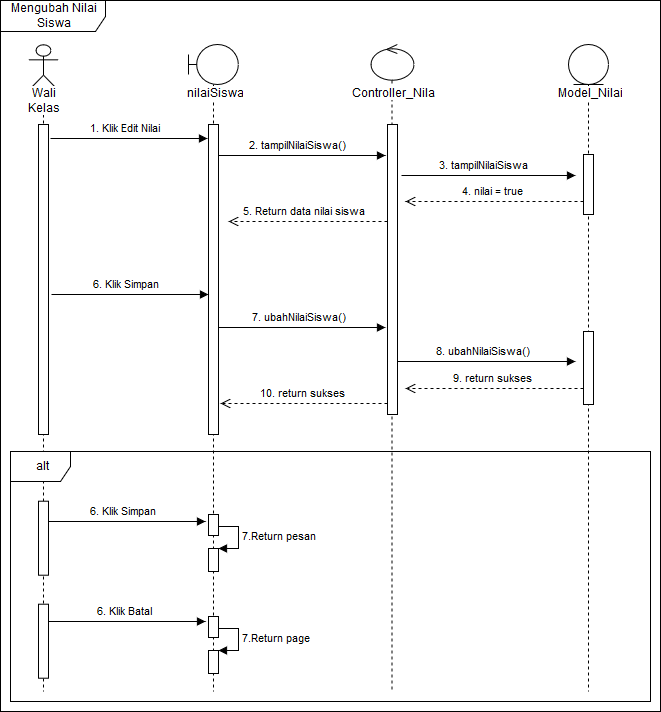 Mengubah Nilai
Siswa
Wali
Kelas
nilaiSiswa
Controller_Nila
Model_Nilai
1. Klik Edit Nilai
2. tampilNilaiSiswa()
3. tampilNilaiSiswa
4. nilai = true
5. Return data nilai siswa
6. Klik Simpan
7. ubahNilaiSiswa()
8. ubahNilaiSiswa()
9. return sukses
10. return sukses
alt
6. Klik Simpan
7.Return pesan
6. Klik Batal
7.Return page